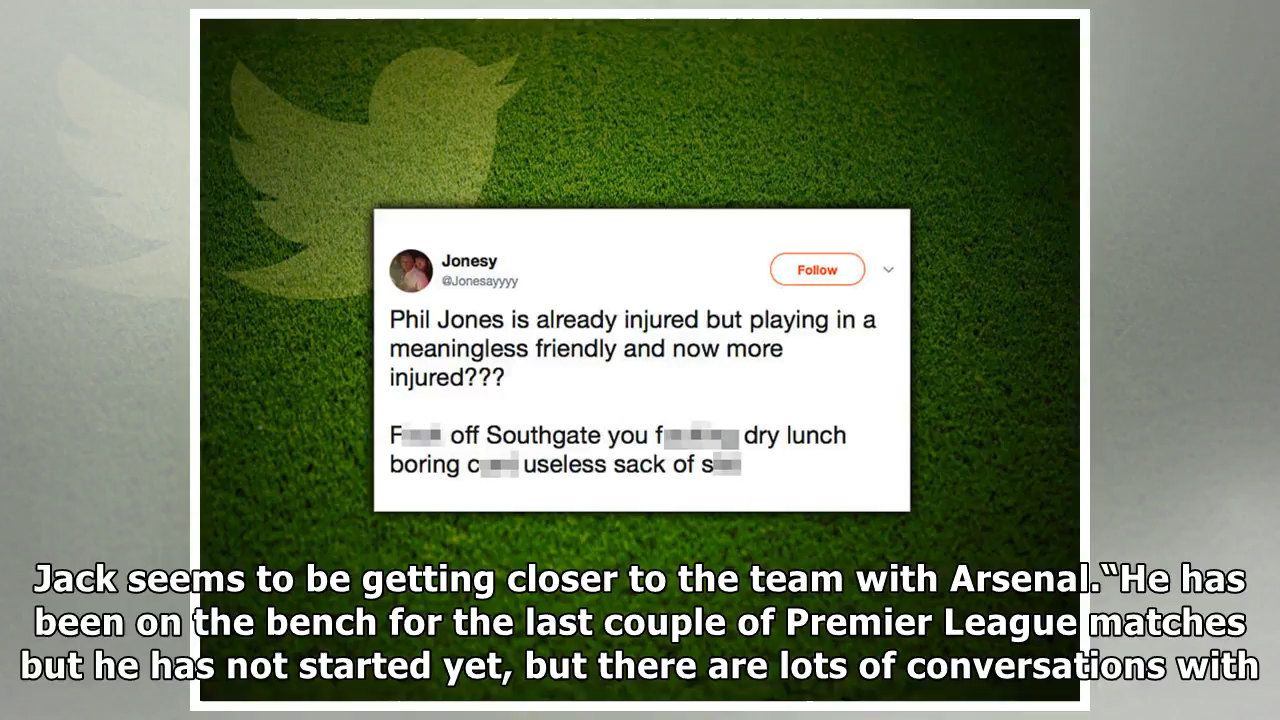 Jonesy
@Jonesayyyy
Follow
Phil Jones is already injured but playing in a
meaningless friendly and now more
injured???
F off Southgate you f dry lunch
boring c useless sack of s
Jack seems to be getting closer to the team with Arsenal.“He has
been on the bench for the last couple of Premier League matches
but he has not started yet, but there are lots of conversations with